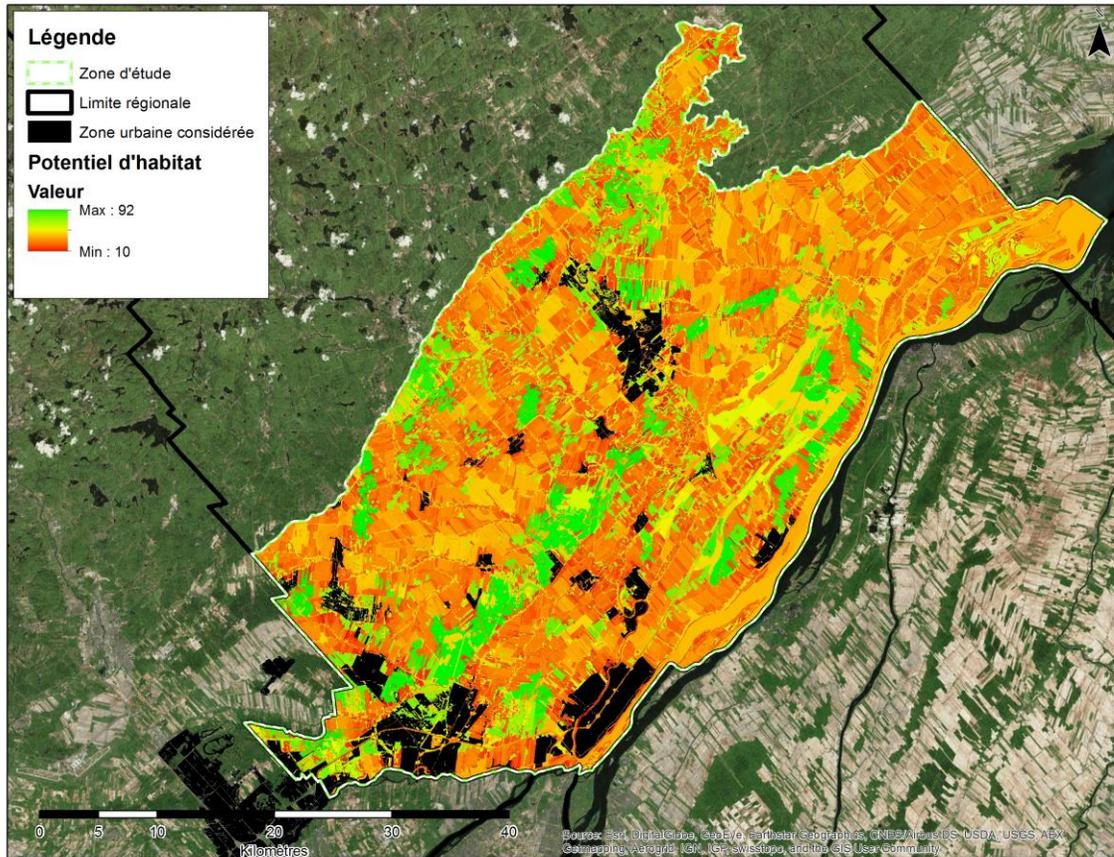 Légende
Zone d'étude
Limite régionale
Zone urbaine considérée
Potentiel d'habitat
Valeur
Max : 92
Min : 10
0 10 20 30 40
Kilomètres
Source: Esri, DigitalGlobe, GeoEye, Earthstar Geographics, CNES/Airbus DS, USDA, USGS, AEX,
Getmapping, Aerogrid, IGN, IGP, swisstopo, and the GIS User Community